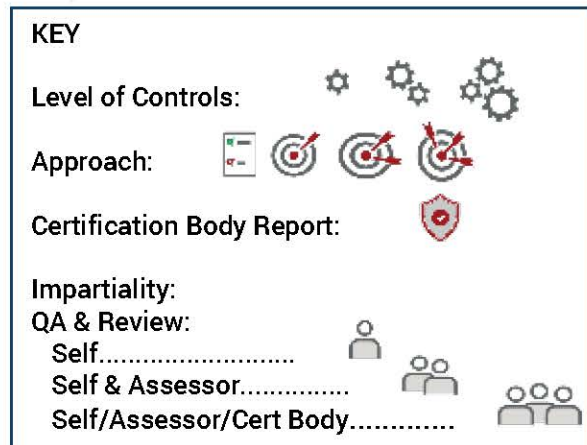 KEY
Level of Controls:
Approach:
Certification Body Report:
Impartiality:
QA & Review:
Self..........................
Self & Assessor...............
Self/Assessor/Cert Body.............